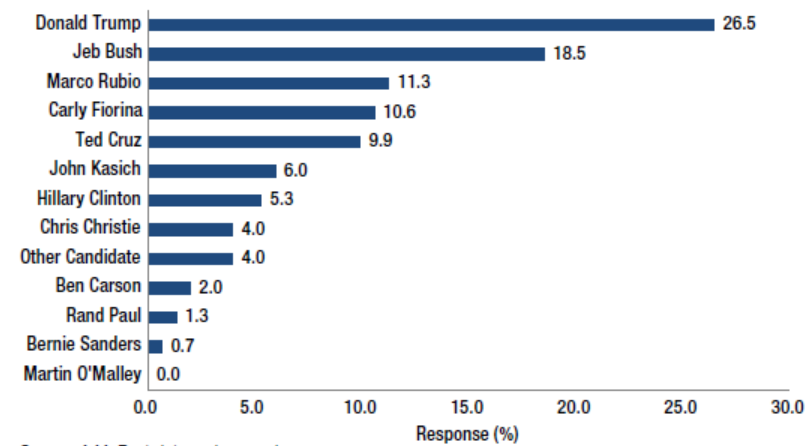 Donald Trump 26.5
Jeb Bush 18.5
Marco Rubio 11.3
Carly Fiorina 10.6
Ted Cruz 9.9
John Kasich 6.0
Hillary Clinton 5.3
Chris Christie 4.0
Other Candidate 4.0
Ben Carson 2.0
Rand Paul 1.3
Bernie Sanders 0.7
Martin O'Malley 0.0
0.0 5.0 10.0 15.0 20.0 25.0 30.0
Response (%)